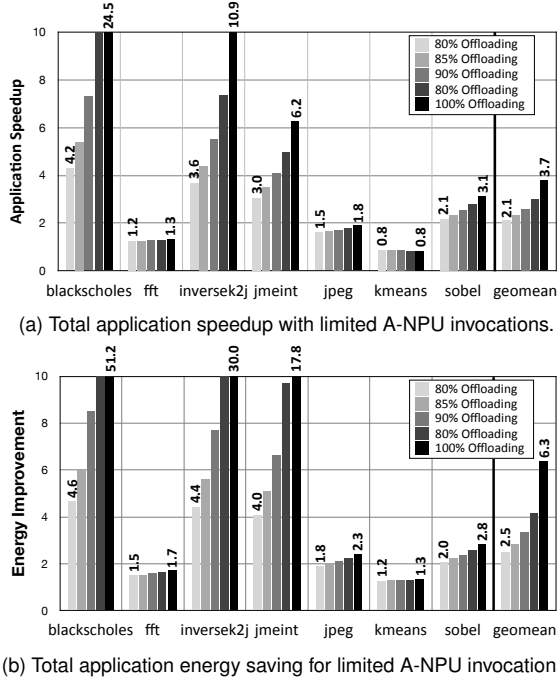 24.5
10.9
10
80% Offloading
85% Offloading
90% Offloading
80% Offloading
100% Offloading
8
6.2
6
4.2
3.6
3.7
4
3.0
3.1
2.1
2.1
1.5
1.8
2
1.2
1.3
0.8
0.8
0
Application Speedup
blackscholes fft inversek2j jmeint jpeg kmeans sobel geomean
(a) Total application speedup with limited A-NPU invocations.
51.2
30.0
17.8
10
80% Offloading
85% Offloading
90% Offloading
80% Offloading
100% Offloading
8
6.3
6
4.6
4.4
4.0
4
2.8
2.5
2.3
2.0
1.8
2
1.5
1.7
1.2
1.3
0
Energy Improvement
blackscholes fft inversek2j jmeint jpeg kmeans sobel geomean
(b) Total application energy saving for limited A-NPU invocation